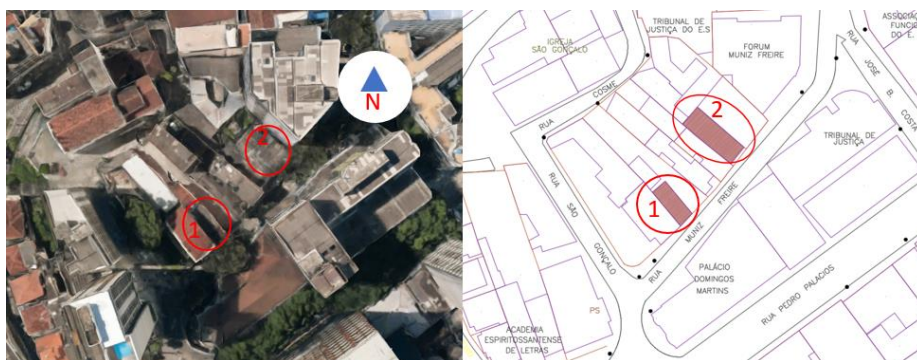 N
2
1
TRIBUNAL DE
JUSTIÇA DO E.S
IGREJA
SÃO GONÇALO
FORUM
MUNIZ FREIRE
ASSOCIAÇ
FUNCIO
DO E.
RUA
JOSÉ
B.
COSTA
RUA
COSME
2
TRIBUNAL DE
JUSTIÇA
1
RUA
SÃO
GONÇALO
RUA
MUNIZ
FREIRE
PALÁCIO
DOMINGOS
MARTINS
RUA PEDRO PALACIOS
PS
ACADEMIA
ESPIRITOSSANTENSE
DE LETRAS